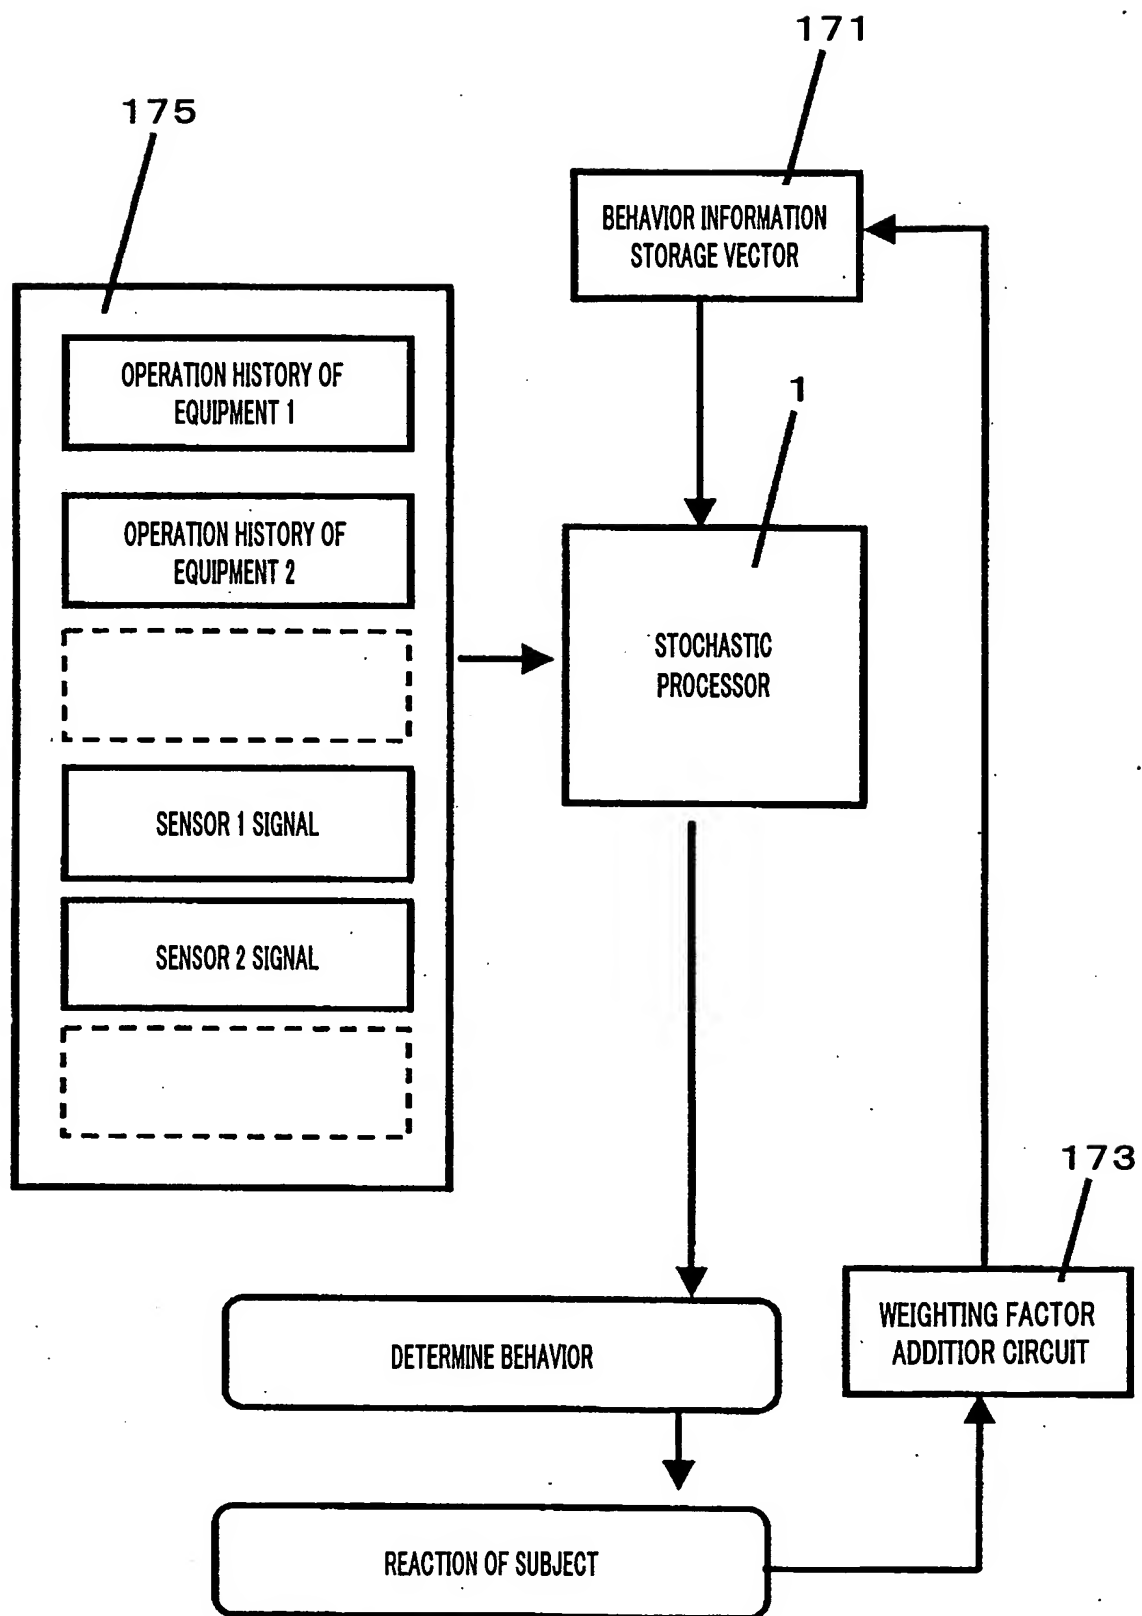 171
175
BEHAVIOR INFORMATION
STORAGE VECTOR
OPERATION HISTORY OF
EQUIPMENT 1
1
OPERATION HISTORY OF
EQUIPMENT 2
STOCHASTIC
PROCESSOR
SENSOR 1 SIGNAL
SENSOR 2 SIGNAL
173
WEIGHTING FACTOR
ADDITIOR CIRCUIT
DETERMINE BEHAVIOR
REACTION OF SUBJECT